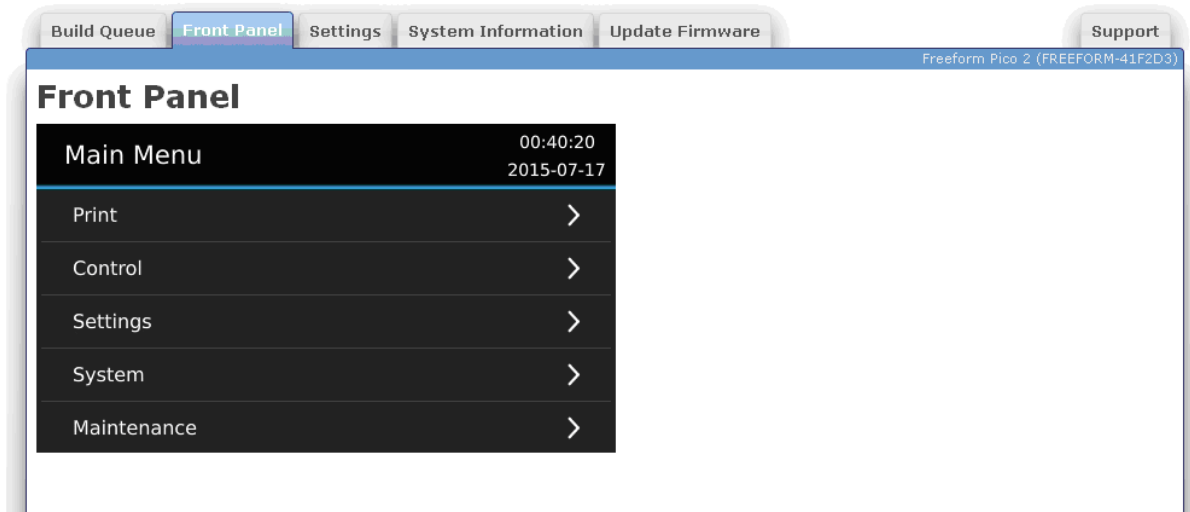 Build Queue Front Panel Settings System Information Update Firmware Support
Freeform Pico 2 (FREEFORM-41F2D3)
Front Panel
Main Menu
00:40:20
2015-07-17
Print
Control
Settings
System
Maintenance